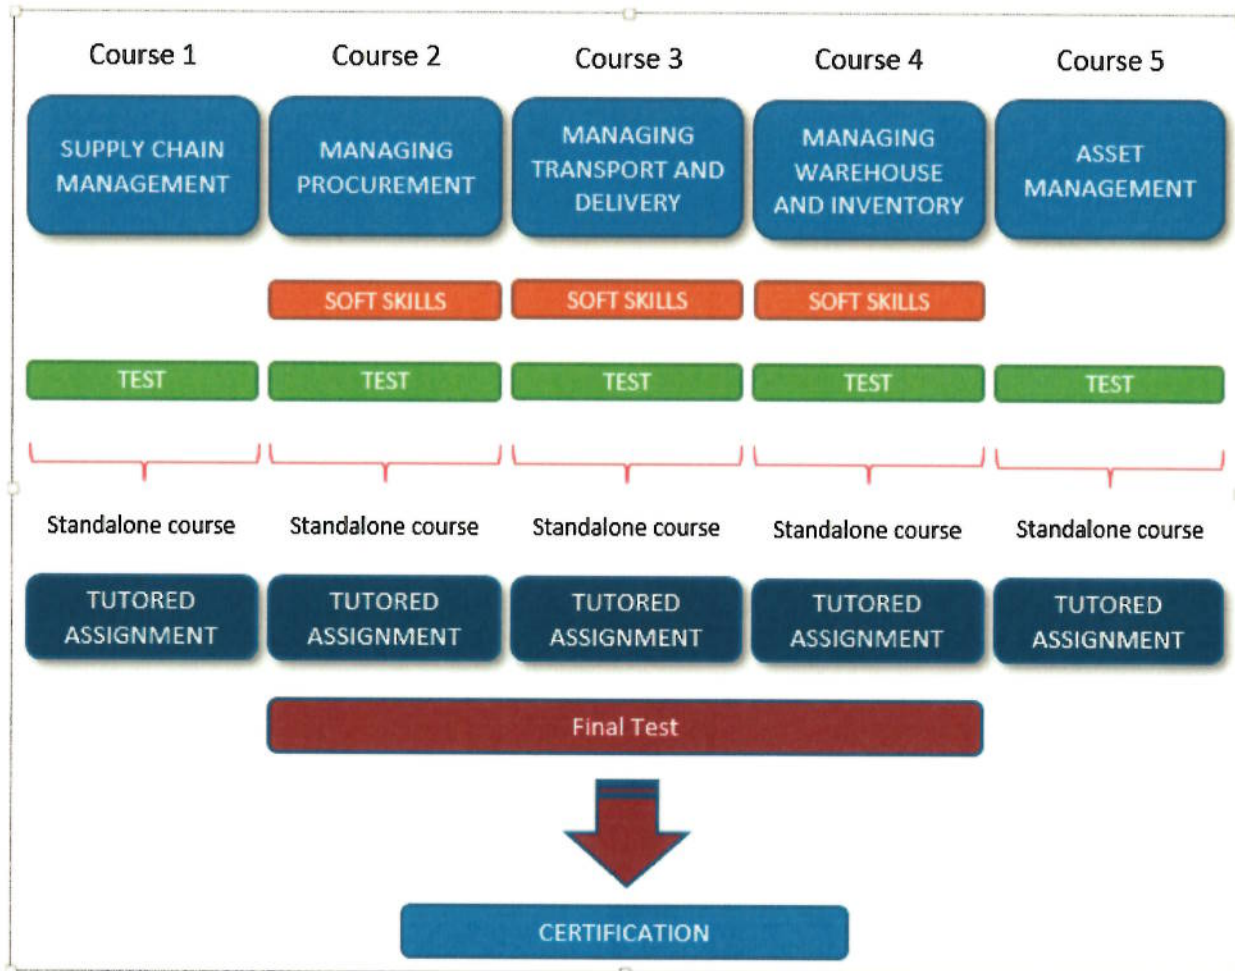 Course 1
Course 2
Course 3
Course 4
Course 5
SUPPLY CHAIN
MANAGEMENT
MANAGING
PROCUREMENT
MANAGING
TRANSPORT AND
DELIVERY
MANAGING
WAREHOUSE
AND INVENTORY
ASSET
MANAGEMENT
SOFT SKILLS
SOFT SKILLS
SOFT SKILLS
TEST
TEST
TEST
TEST
TEST
Standalone course
Standalone course
Standalone course
Standalone course
Standalone course
TUTORED
ASSIGNMENT
TUTORED
ASSIGNMENT
TUTORED
ASSIGNMENT
TUTORED
ASSIGNMENT
TUTORED
ASSIGNMENT
Final Test
CERTIFICATION